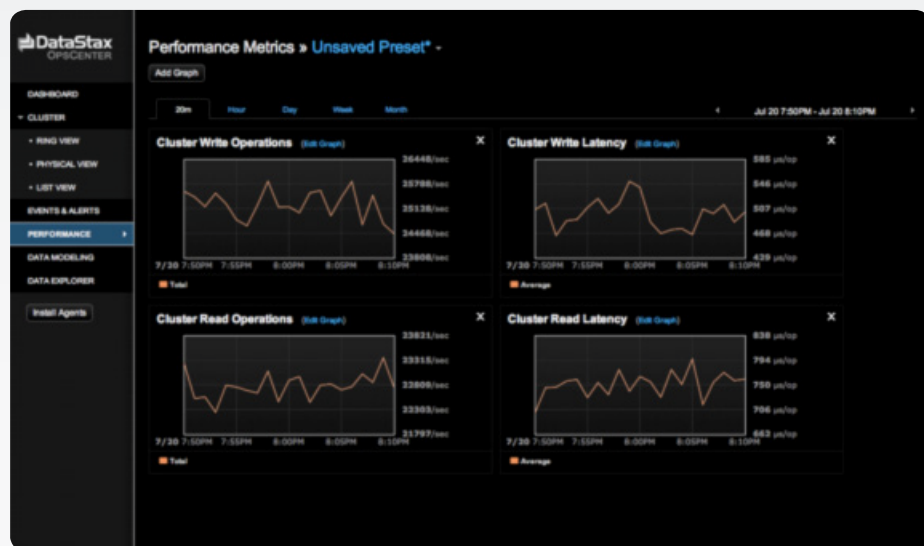 DataStax
OPSCENTER
DASHBOARD
CLUSTER
RING VIEW
PHYSICAL VIEW
LIST VIEW
EVENTS & ALERTS
PERFORMANCE
DATA MODELING
DATA EXPLORER
Install Agents
Performance Metrics » Unsaved Preset*
Add Graph
20m Hour Day Week Month Jul 20 7:50PM - Jul 20 8:10PM
Cluster Write Operations (Edit Graph) X
26448/sec
25788/sec
25128/sec
24468/sec
23808/sec
7/20 7:50PM 7:55PM 8:00PM 8:05PM 8:10PM
Total
Cluster Write Latency (Edit Graph) X
585 µs/op
546 µs/op
507 µs/op
468 µs/op
429 µs/op
7/20 7:50PM 7:55PM 8:00PM 8:05PM 8:10PM
Average
Cluster Read Operations (Edit Graph) X
23821/sec
23315/sec
22809/sec
22303/sec
21797/sec
7/20 7:50PM 7:55PM 8:00PM 8:05PM 8:10PM
Total
Cluster Read Latency (Edit Graph) X
838 µs/op
794 µs/op
750 µs/op
706 µs/op
662 µs/op
7/20 7:50PM 7:55PM 8:00PM 8:05PM 8:10PM
Average